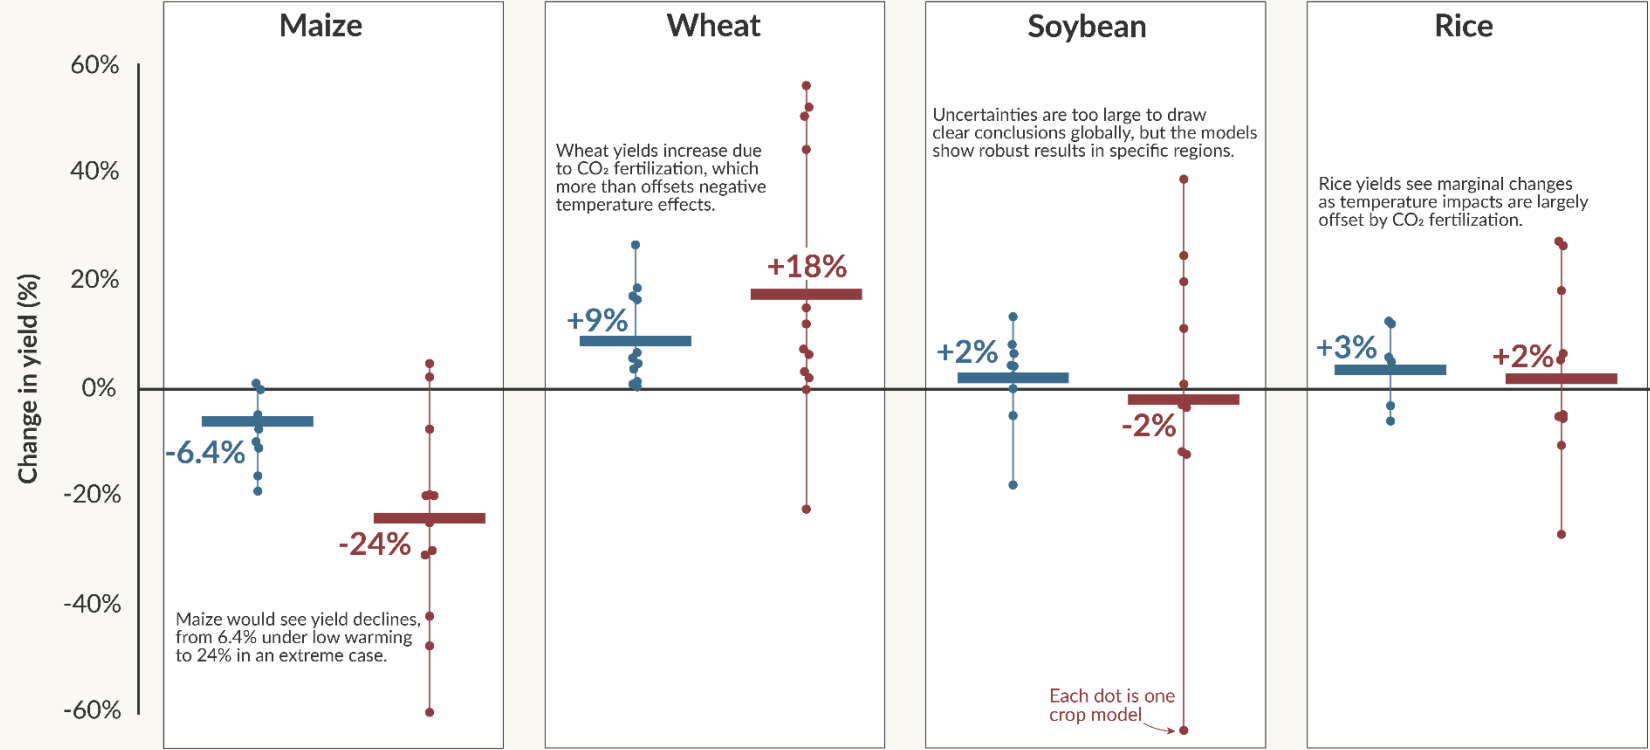 Maize
Wheat
Soybean
Rice
Change in yield (%)
60%
40%
20%
0%
-20%
-40%
-60%
-6.4%
-24%
Maize would see yield declines,
from 6.4% under low warming
to 24% in an extreme case.
Wheat yields increase due
to CO₂ fertilization, which
more than offsets negative
temperature effects.
+9%
+18%
Uncertainties are too large to draw
clear conclusions globally, but the models
show robust results in specific regions.
+2%
-2%
Each dot is one
crop model
Rice yields see marginal changes
as temperature impacts are largely
offset by CO₂ fertilization.
+3%
+2%